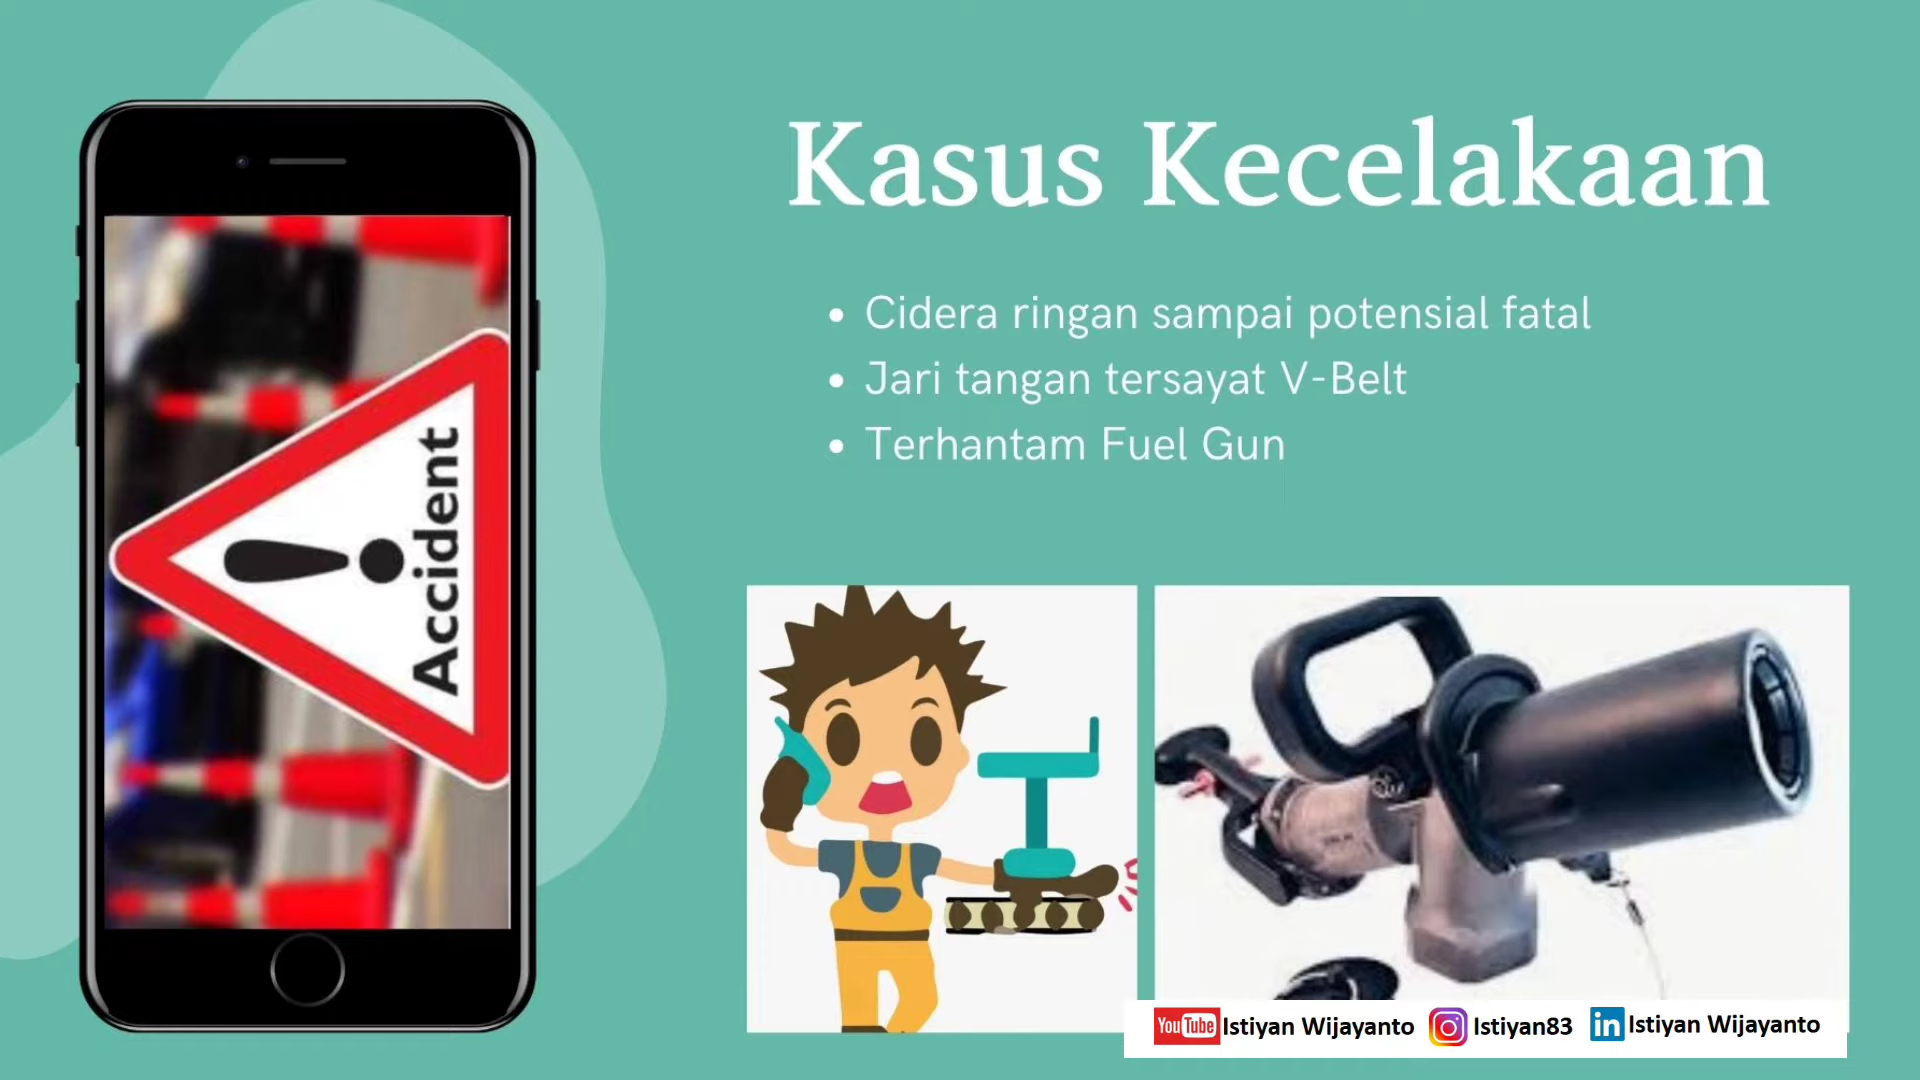 Kasus Kecelakaan
• Cidera ringan sampai potensial fatal
• Jari tangan tersayat V-Belt
• Terhantam Fuel Gun
Accident
YouTube Istiyan Wijayanto Istiyan83 in Istiyan Wijayanto